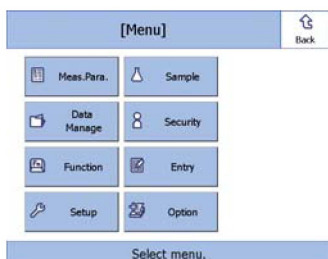 [Menu]
Back
Meas.Para.
Sample
Data
Manage
Security
Function
Entry
Setup
Option
Select menu.